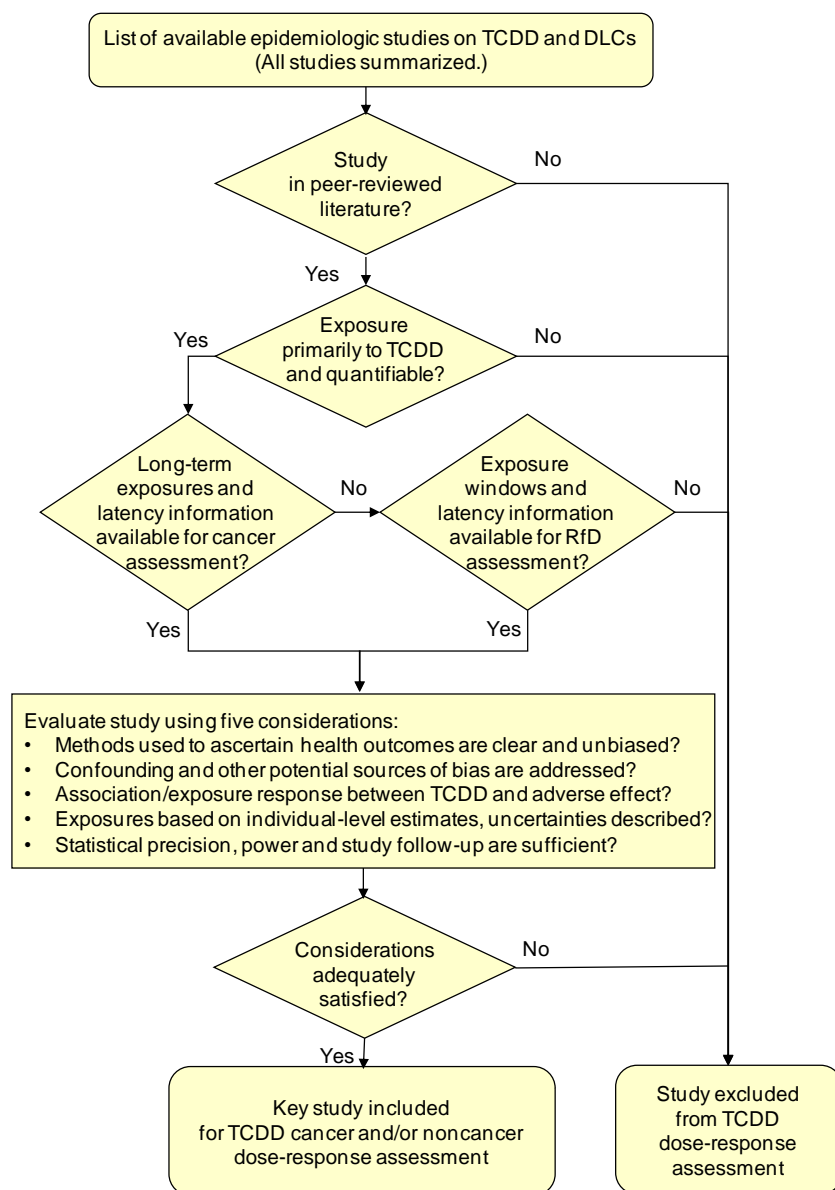 List of available epidemiologic studies on TCDD and DLCs
(All studies summarized.)
Study
in peer-reviewed
literature?
No
Yes
Exposure
primarily to TCDD
and quantifiable?
Yes
No
Long-term
exposures and
latency information
available for cancer
assessment?
No
Exposure
windows and
latency information
available for RfD
assessment?
No
Yes
Yes
Evaluate study using five considerations:
• Methods used to ascertain health outcomes are clear and unbiased?
• Confounding and other potential sources of bias are addressed?
• Association/exposure response between TCDD and adverse effect?
• Exposures based on individual-level estimates, uncertainties described?
• Statistical precision, power and study follow-up are sufficient?
Considerations
adequately
satisfied?
No
Yes
Key study included
for TCDD cancer and/or noncancer
dose-response assessment
Study excluded
from TCDD
dose-response
assessment